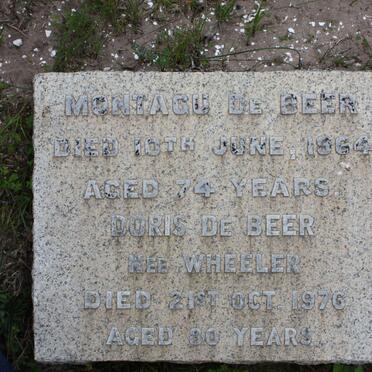 MONTAGU DE BEER
DIED 10TH JUNE, 1964
AGED 74 YEARS.
DORIS DE BEER
NEE WHEELER
DIED 21ST OCT. 1976
AGED 80 YEARS.